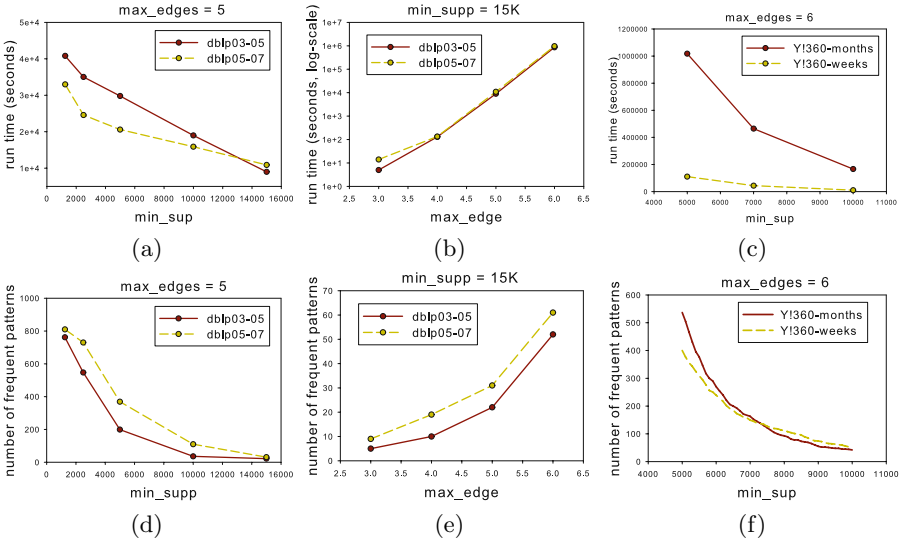 max_edges = 5
run time (seconds)
5e+4
4e+4
3e+4
2e+4
1e+4
dblp03-05
dblp05-07
0 2000 4000 6000 8000 10000 12000 14000 16000
min_sup
(a)
min_supp = 15K
run time (seconds, log-scale)
1e+7
1e+6
1e+5
1e+4
1e+3
1e+2
1e+1
1e+0
dblp03-05
dblp05-07
2.5 3.0 3.5 4.0 4.5 5.0 5.5 6.0 6.5
max_edge
(b)
max_edges = 6
run time (seconds)
1200000
1000000
800000
600000
400000
200000
0
Y!360-months
Y!360-weeks
4000 5000 6000 7000 8000 9000 10000 11000
min_sup
(c)
max_edges = 5
number of frequent patterns
1000
800
600
400
200
0
dblp03-05
dblp05-07
0 2000 4000 6000 8000 10000 12000 14000 16000
min_supp
(d)
min_supp = 15K
number of frequent patterns
70
60
50
40
30
20
10
0
dblp03-05
dblp05-07
2.5 3.0 3.5 4.0 4.5 5.0 5.5 6.0 6.5
max_edge
(e)
max_edges = 6
number of frequent patterns
600
500
400
300
200
100
0
Y!360-months
Y!360-weeks
4000 5000 6000 7000 8000 9000 10000 11000
min_sup
(f)